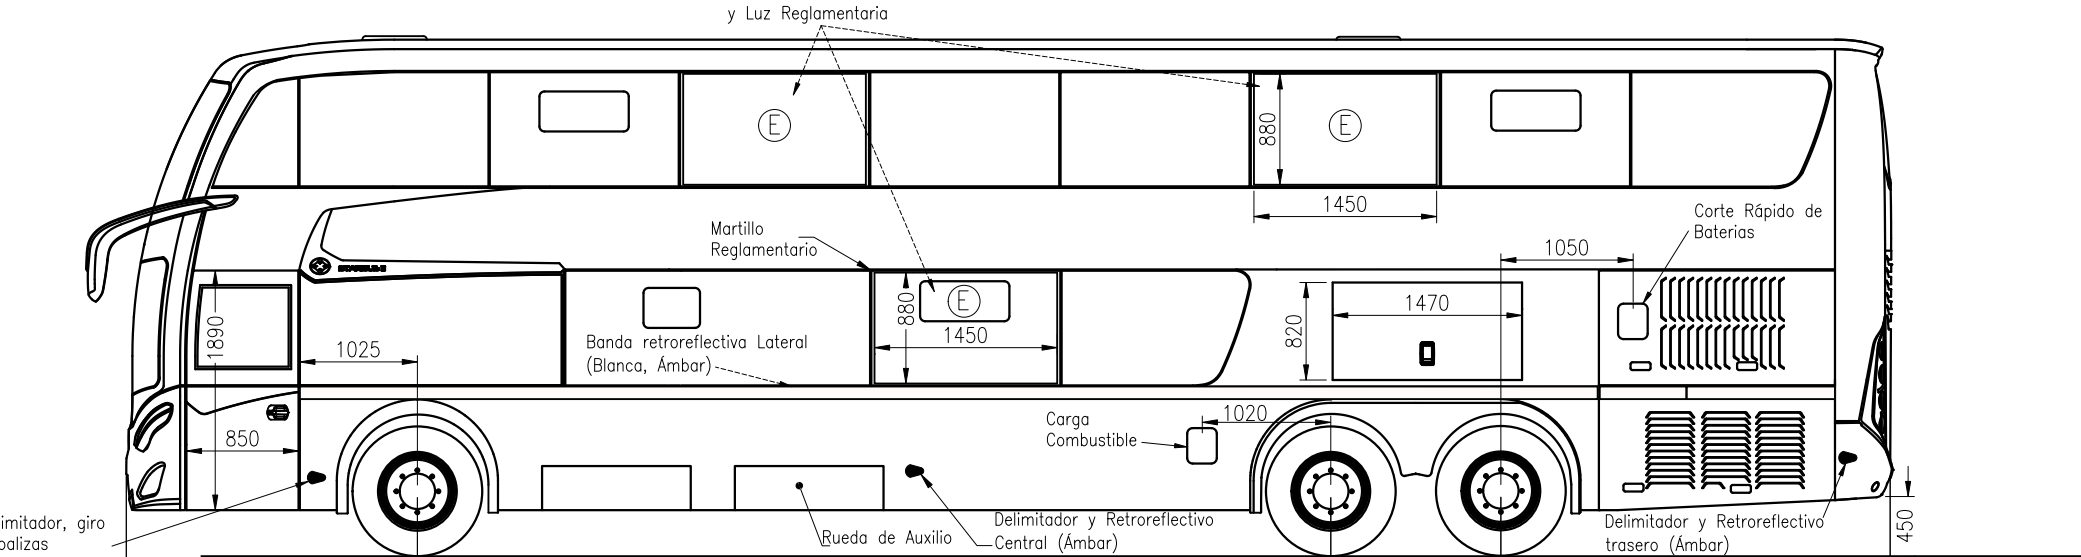 y Luz Reglamentaria
E
E
880
1450
Corte Rápido de
Baterias
Martillo
Reglamentario
1050
E
880
1450
1470
820
1890
1025
Banda retroreflectiva Lateral
(Blanca, Ámbar)
850
Carga
Combustible
1020
imitador, giro
balizas
Rueda de Auxilio
Delimitador y Retroreflectivo
Central (Ámbar)
Delimitador y Retroreflectivo
trasero (Ámbar)
450